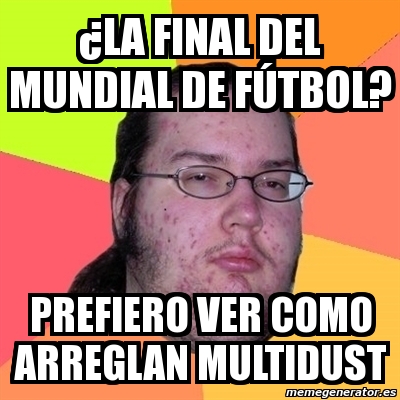 ¿LA FINAL DEL
MUNDIAL DE FÚTBOL?
PREFIERO VER COMO
ARREGLAN MULTIDUST
memegenerator.es